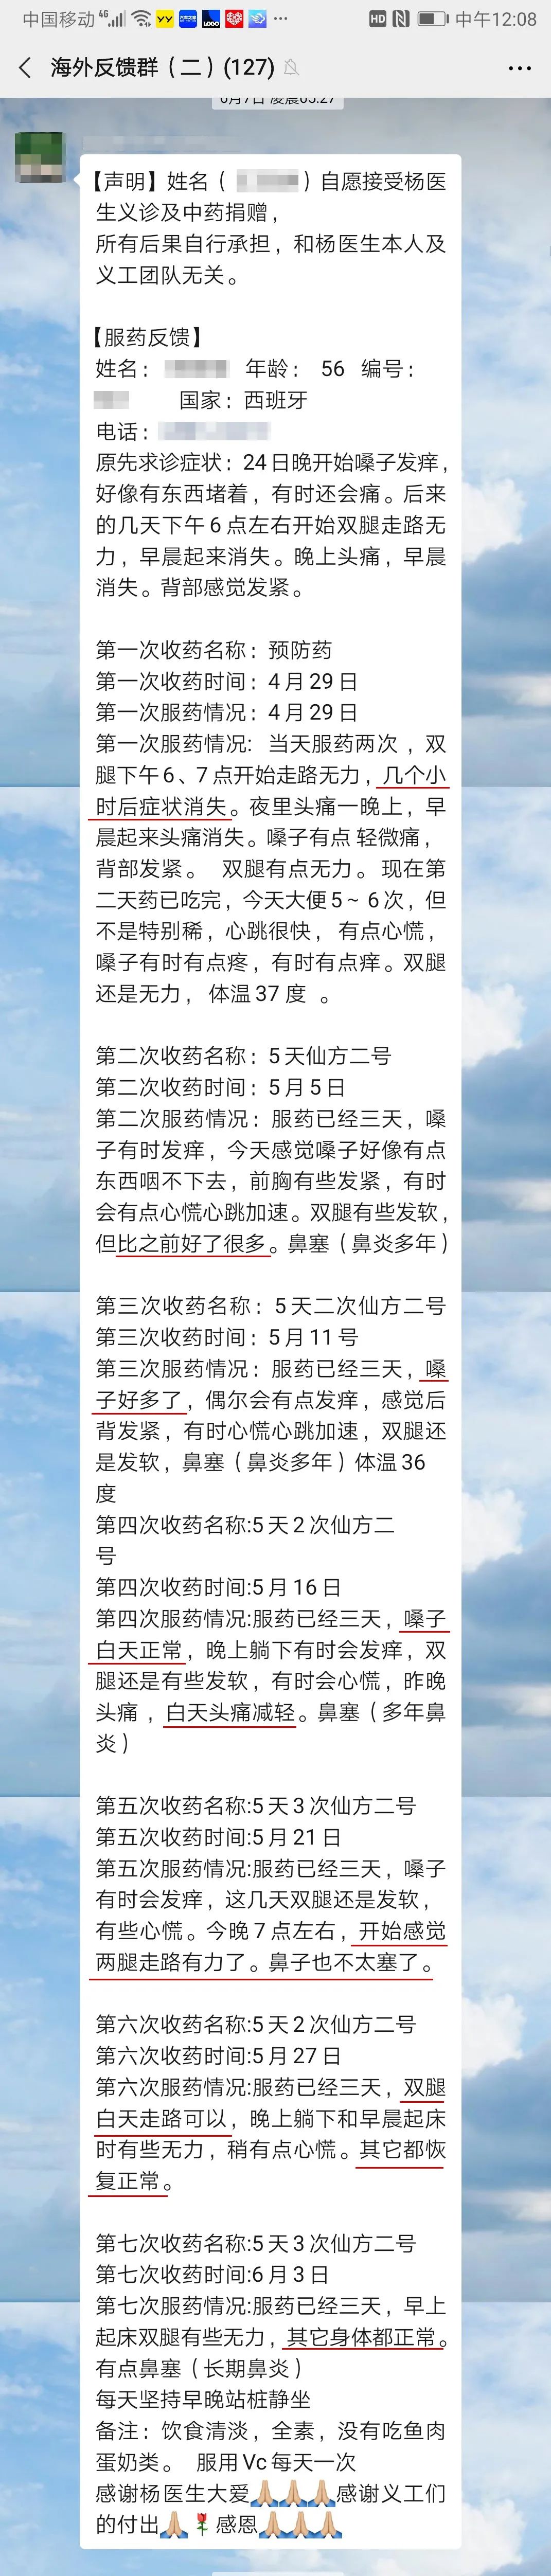 中国移动 4G YY LOGO ··· HD 中午12:08
海外反馈群（二）(127) ···
6月7日 凌晨05:27
【声明】姓名（ ）自愿接受杨医
生义诊及中药捐赠，
所有后果自行承担，和杨医生本人及
义工团队无关。
【服药反馈】
姓名： 年龄： 56 编号：
国家：西班牙
电话：
原先求诊症状：24日晚开始嗓子发痒，
好像有东西堵着，有时还会痛。后来
的几天下午6点左右开始双腿走路无
力，早晨起来消失。晚上头痛，早晨
消失。背部感觉发紧。
第一次收药名称：预防药
第一次收药时间：4月29日
第一次服药情况：4月29日
第一次服药情况: 当天服药两次，双
腿下午6、7点开始走路无力，几个小
时后症状消失。夜里头痛一晚上，早
晨起来头痛消失。嗓子有点 轻微痛，
背部发紧。 双腿有点无力。现在第
二天药已吃完，今天大便5～6次，但
不是特别稀，心跳很快， 有点心慌，
嗓子有时有点疼，有时有点痒。双腿
还是无力， 体温37 度 。
第二次收药名称：5天仙方二号
第二次收药时间：5月5日
第二次服药情况：服药已经三天，嗓
子有时发痒，今天感觉嗓子好像有点
东西咽不下去，前胸有些发紧，有时
会有点心慌心跳加速。双腿有些发软，
但比之前好了很多。鼻塞（鼻炎多年）
第三次收药名称：5天二次仙方二号
第三次收药时间：5月11号
第三次服药情况：服药已经三天，嗓
子好多了，偶尔会有点发痒，感觉后
背发紧，有时心慌心跳加速，双腿还
是发软，鼻塞（鼻炎多年）体温36
度
第四次收药名称:5天2次仙方二
号
第四次收药时间:5月16日
第四次服药情况:服药已经三天，嗓子
白天正常，晚上躺下有时会发痒，双
腿还是有些发软，有时会心慌，昨晚
头痛，白天头痛减轻。鼻塞（多年鼻
炎）
第五次收药名称:5天3次仙方二号
第五次收药时间:5月21日
第五次服药情况:服药已经三天，嗓子
有时会发痒，这几天双腿还是发软，
有些心慌。今晚7点左右，开始感觉
两腿走路有力了。鼻子也不太塞了。
第六次收药名称:5天2次仙方二号
第六次收药时间:5月27日
第六次服药情况:服药已经三天，双腿
白天走路可以，晚上躺下和早晨起床
时有些无力，稍有点心慌。其它都恢
复正常。
第七次收药名称:5天3次仙方二号
第七次收药时间:6月3日
第七次服药情况:服药已经三天，早上
起床双腿有些无力，其它身体都正常。
有点鼻塞（长期鼻炎）
每天坚持早晚站桩静坐
备注：饮食清淡，全素，没有吃鱼肉
蛋奶类。 服用Vc每天一次
感谢杨医生大爱🙏🙏🙏感谢义工们
的付出🙏🌹感恩🙏🙏🙏